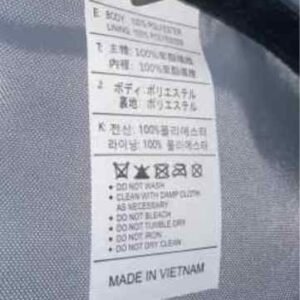 E: BODY: 100% POLYESTER
LINING: 100% POLYESTER
T: 主種: 100%聚酯纖維
內裡: 100%聚酯纖維
J: ボディ ポリエステル
裏地 ポリエステル
K: 전신: 100%폴리에스타
라이닝: 100% 폴리에스타
• DO NOT WASH
• CLEAN WITH DAMP CLOTH
AS NECESSARY
• DO NOT BLEACH
• DO NOT TUMBLE DRY
• DO NOT IRON
• DO NOT DRY CLEAN
MADE IN VIETNAM